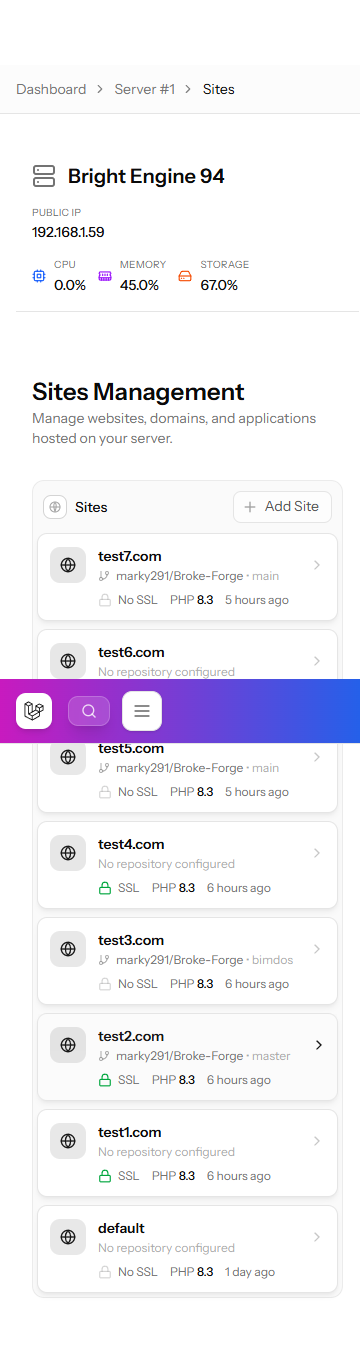 Dashboard > Server #1 > Sites
Bright Engine 94
PUBLIC IP
192.168.1.59
CPU MEMORY STORAGE
0.0% 45.0% 67.0%
Sites Management
Manage websites, domains, and applications
hosted on your server.
Sites + Add Site
test7.com
marky291/Broke-Forge • main
No SSL PHP 8.3 5 hours ago
test6.com
No repository configured
test5.com
marky291/Broke-Forge • main
No SSL PHP 8.3 5 hours ago
test4.com
No repository configured
SSL PHP 8.3 6 hours ago
test3.com
marky291/Broke-Forge • bimdos
No SSL PHP 8.3 6 hours ago
test2.com
marky291/Broke-Forge • master
SSL PHP 8.3 6 hours ago
test1.com
No repository configured
SSL PHP 8.3 6 hours ago
default
No repository configured
No SSL PHP 8.3 1 day ago